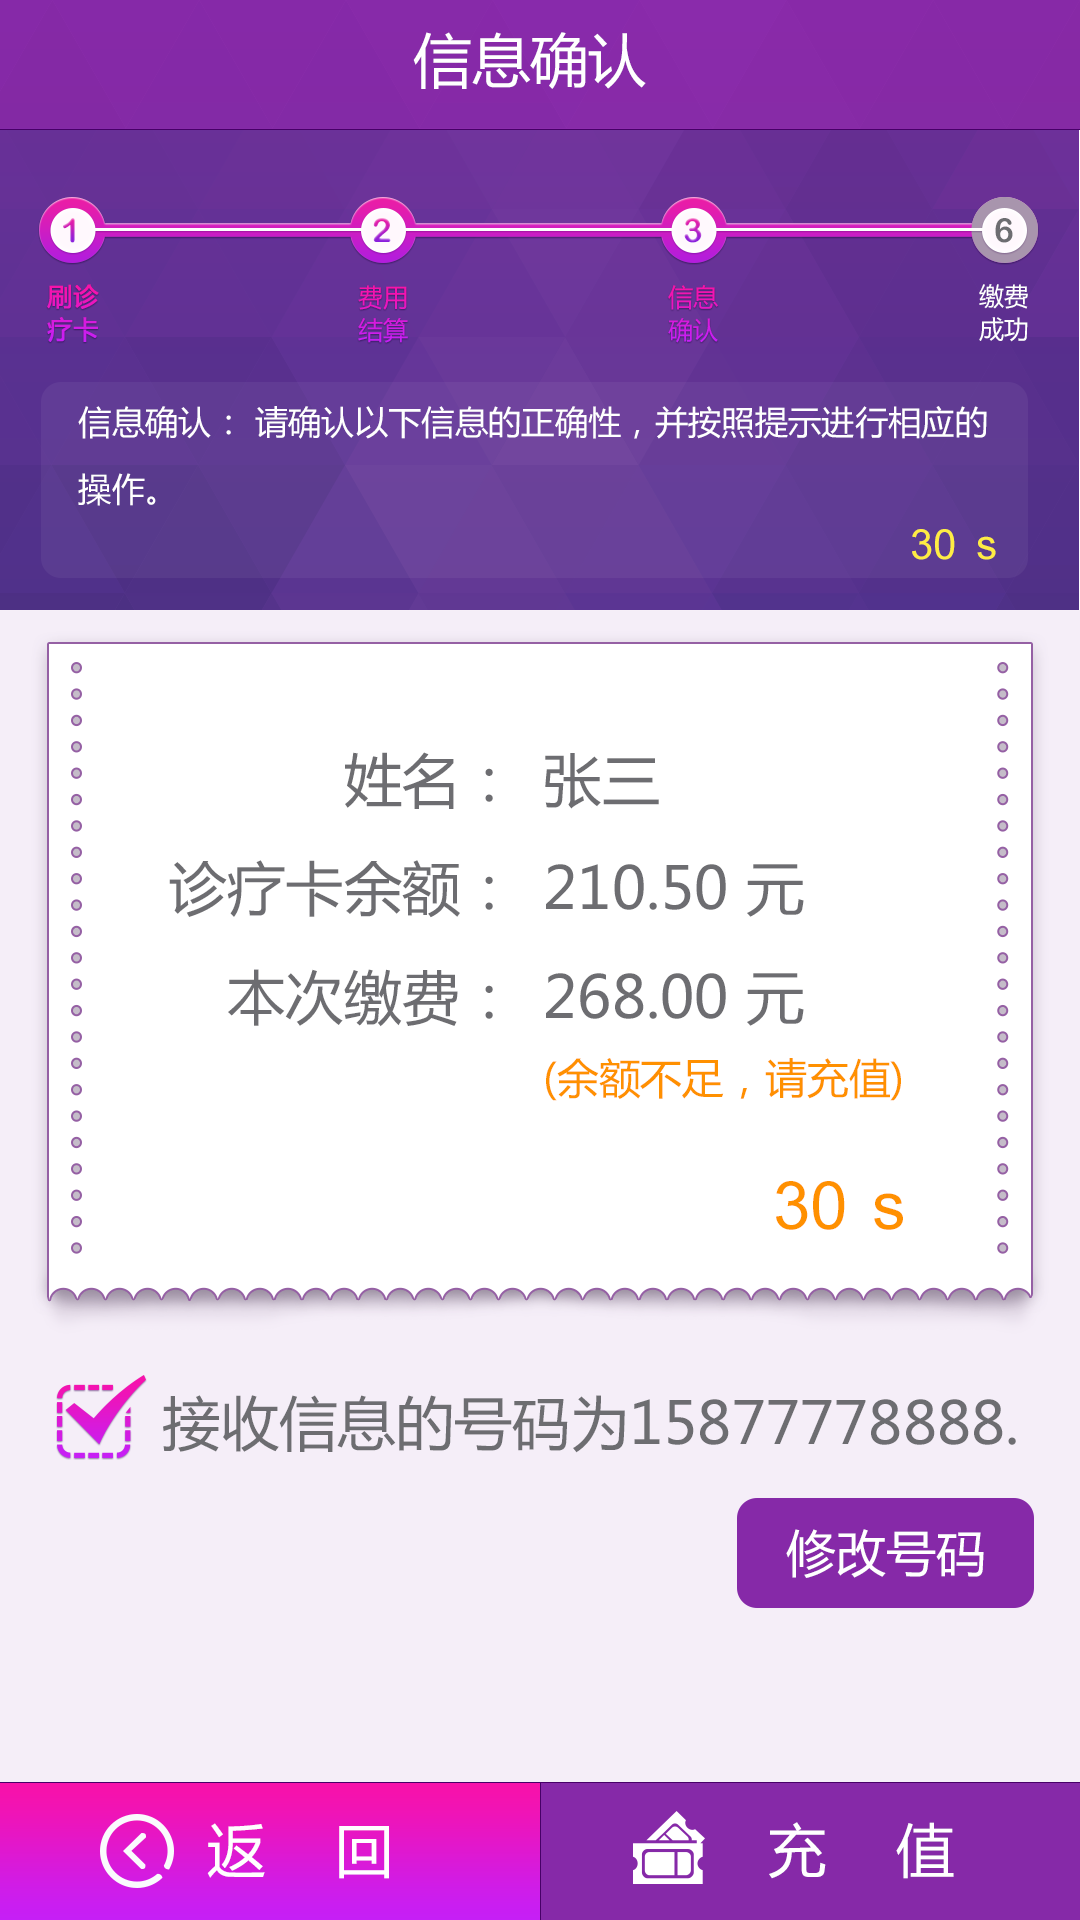 信息确认
1 2 3 6
刷诊 费用 信息 缴费
疗卡 结算 确认 成功
信息确认： 请确认以下信息的正确性，并按照提示进行相应的
操作。
30 s
姓名： 张三
诊疗卡余额： 210.50 元
本次缴费： 268.00 元
(余额不足，请充值)
30 s
接收信息的号码为15877778888.
修改号码
返 回 充 值